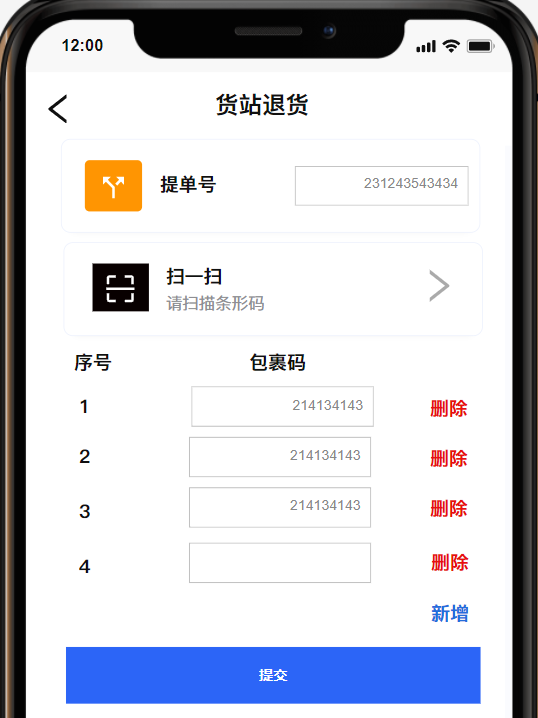 12:00
货站退货
提单号 231243543434
扫一扫
请扫描条形码
序号 包裹码
1 214134143 删除
2 214134143 删除
3 214134143 删除
4 删除
新增
提交